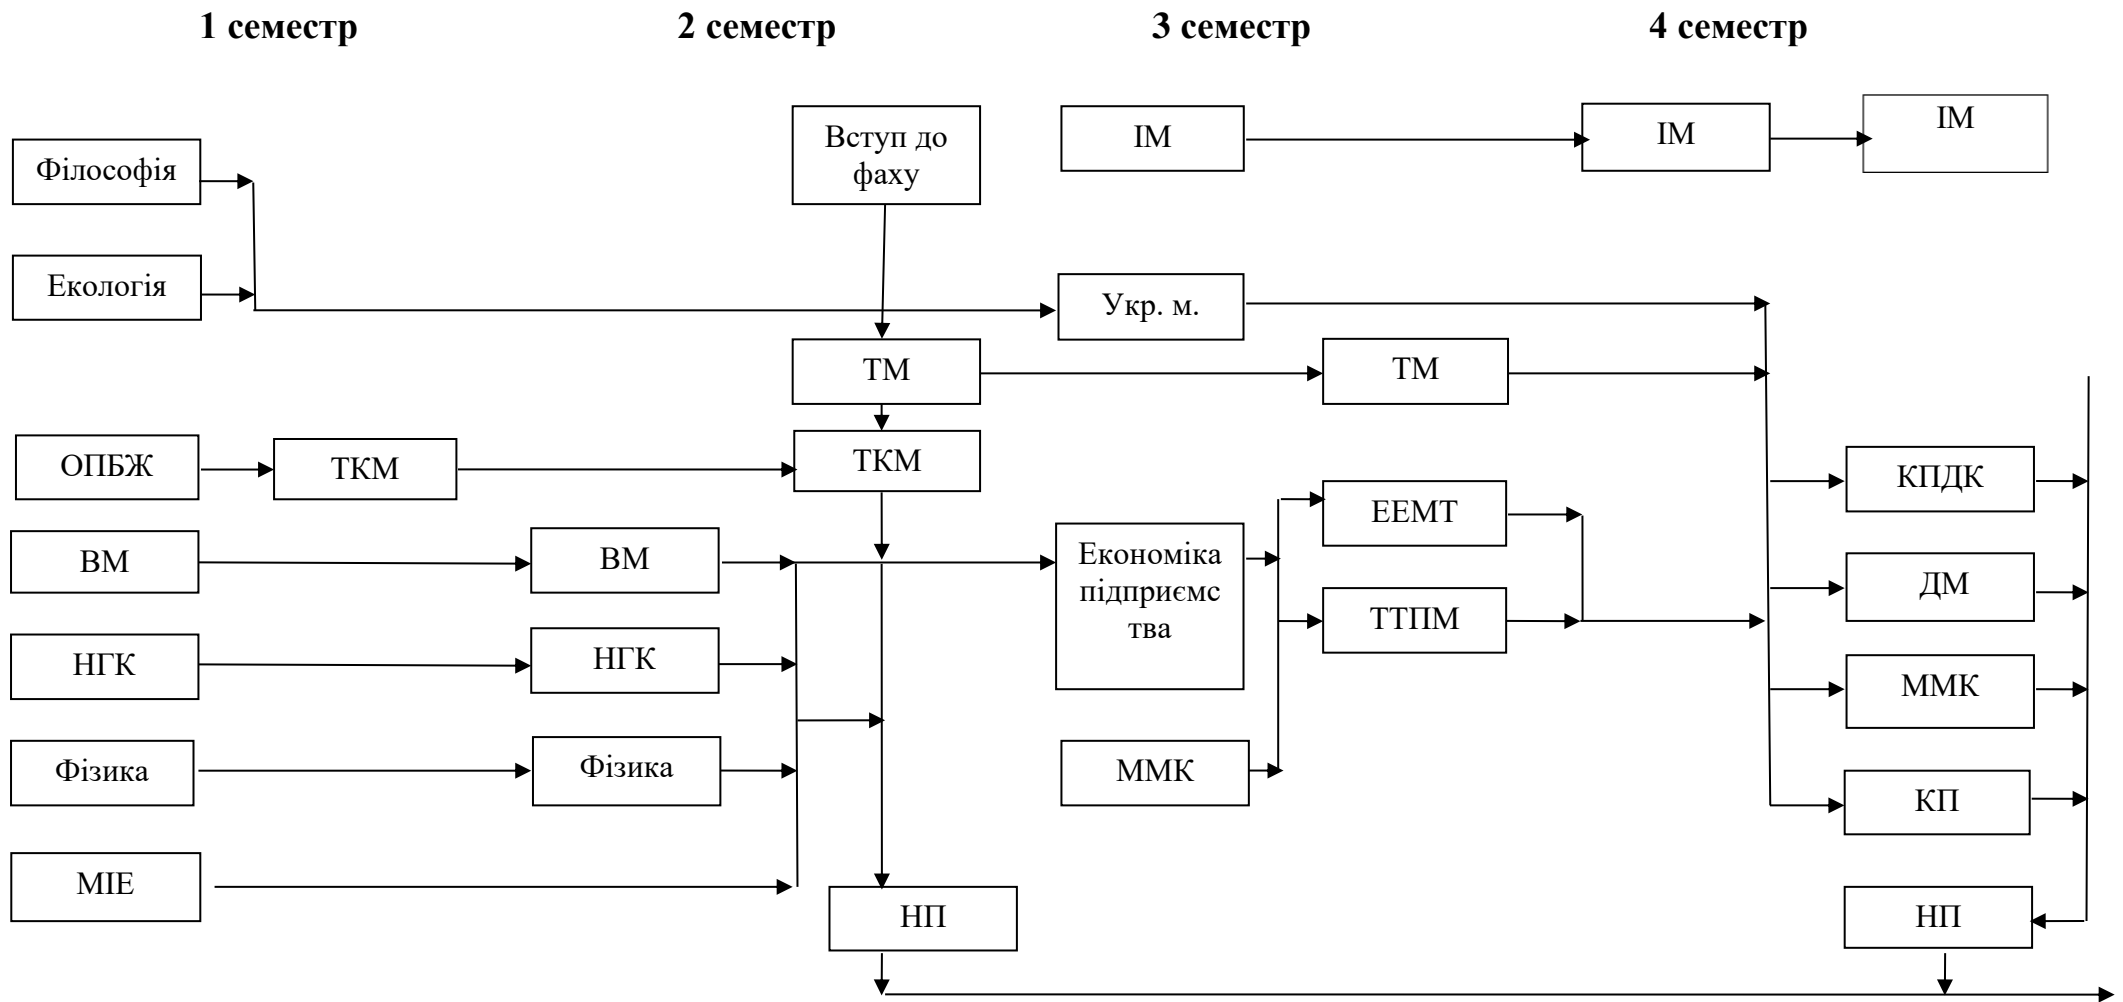 1 семестр
2 семестр
3 семестр
4 семестр
Вступ до
фаху
ІМ
ІМ
ІМ
Філософія
Екологія
Укр. м.
ТМ
ТМ
ОПБЖ
ТКМ
ТКМ
КПДК
ЕЕМТ
ВМ
ВМ
Економіка
підприємс
тва
ДМ
ТТПМ
НГК
НГК
ММК
Фізика
Фізика
ММК
КП
МІЕ
НП
НП